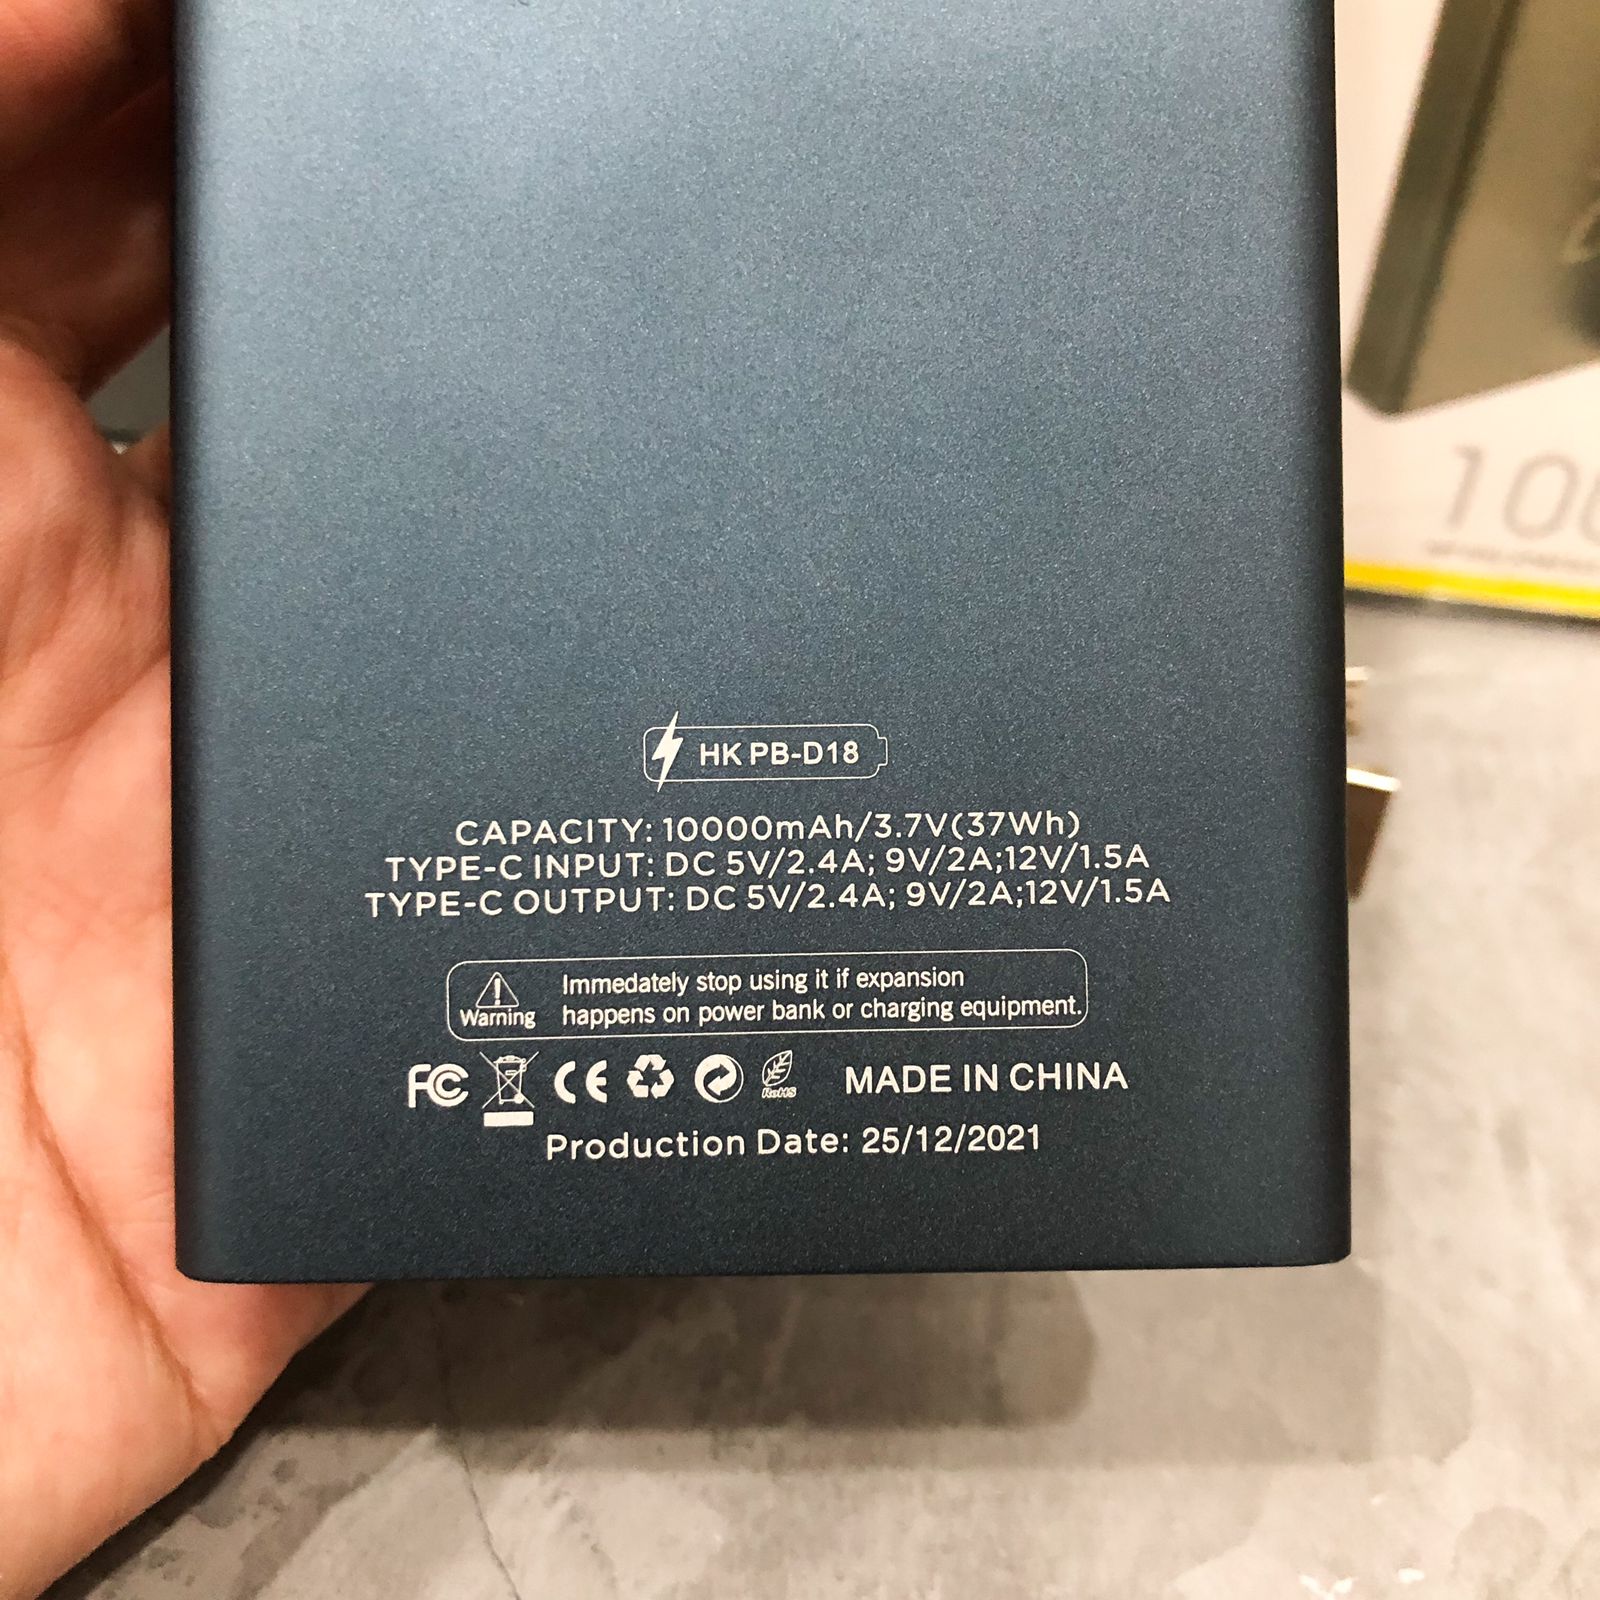 HK PB-D18
CAPACITY: 10000mAh/3.7V(37Wh)
TYPE-C INPUT: DC 5V/2.4A; 9V/2A;12V/1.5A
TYPE-C OUTPUT: DC 5V/2.4A; 9V/2A;12V/1.5A
Warning
Immedately stop using it if expansion
happens on power bank or charging equipment.
FC CE RoHS MADE IN CHINA
Production Date: 25/12/2021
100